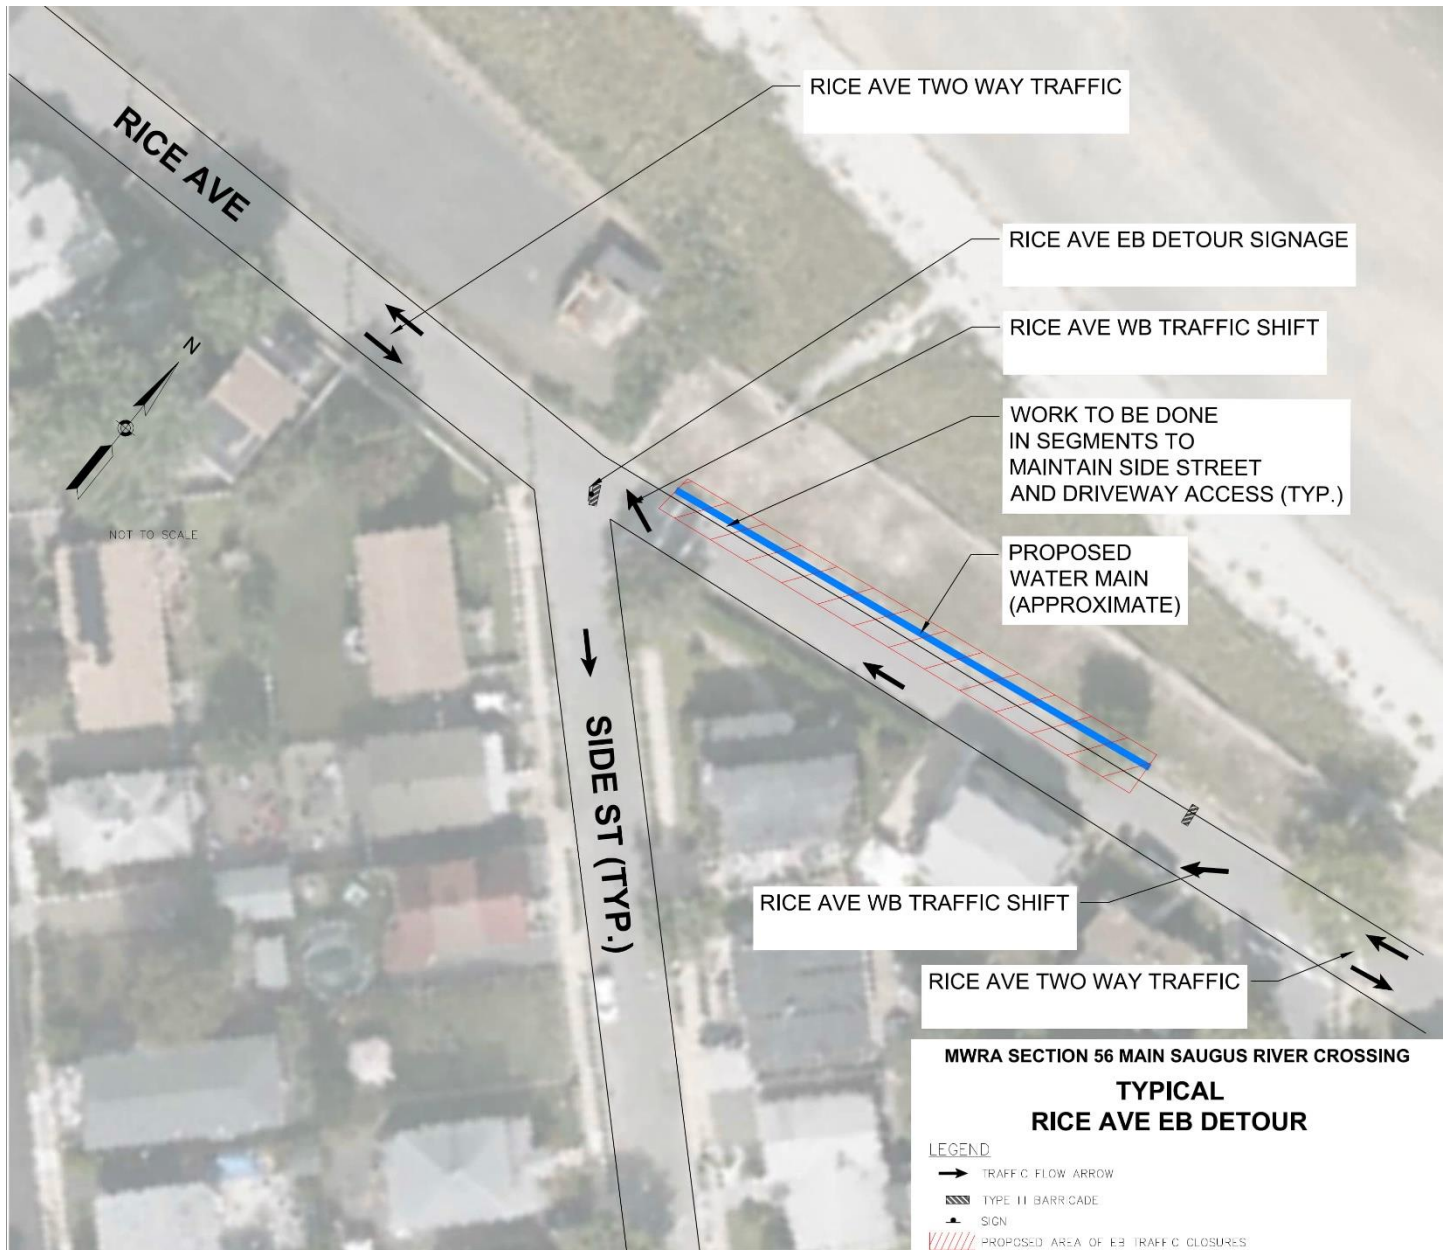 RICE AVE TWO WAY TRAFFIC
RICE AVE
RICE AVE EB DETOUR SIGNAGE
RICE AVE WB TRAFFIC SHIFT
N
WORK TO BE DONE
IN SEGMENTS TO
MAINTAIN SIDE STREET
AND DRIVEWAY ACCESS (TYP.)
NOT TO SCALE
PROPOSED
WATER MAIN
(APPROXIMATE)
SIDE ST (TYP.)
RICE AVE WB TRAFFIC SHIFT
RICE AVE TWO WAY TRAFFIC
MWRA SECTION 56 MAIN SAUGUS RIVER CROSSING
TYPICAL
RICE AVE EB DETOUR
LEGEND
TRAFFIC FLOW ARROW
TYPE II BARRICADE
SIGN
PROPOSED AREA OF EB TRAFFIC CLOSURES